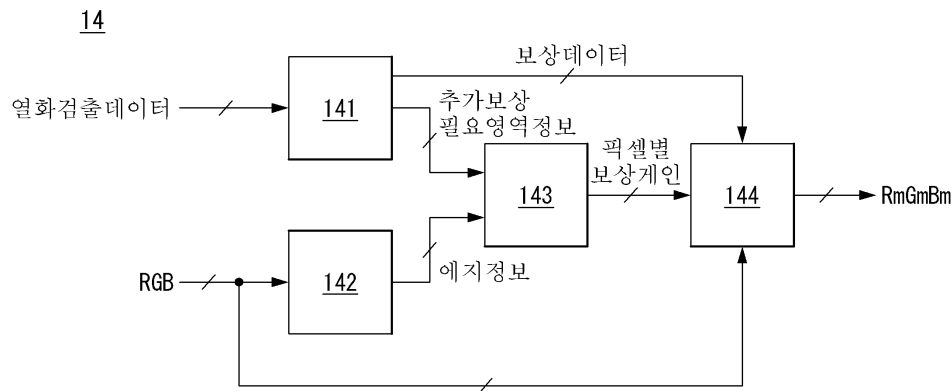 14
보상데이터
열화검출데이터
141
추가보상
필요영역정보
픽셀별
보상게인
143
144
RmGmBm
RGB
142
에지정보